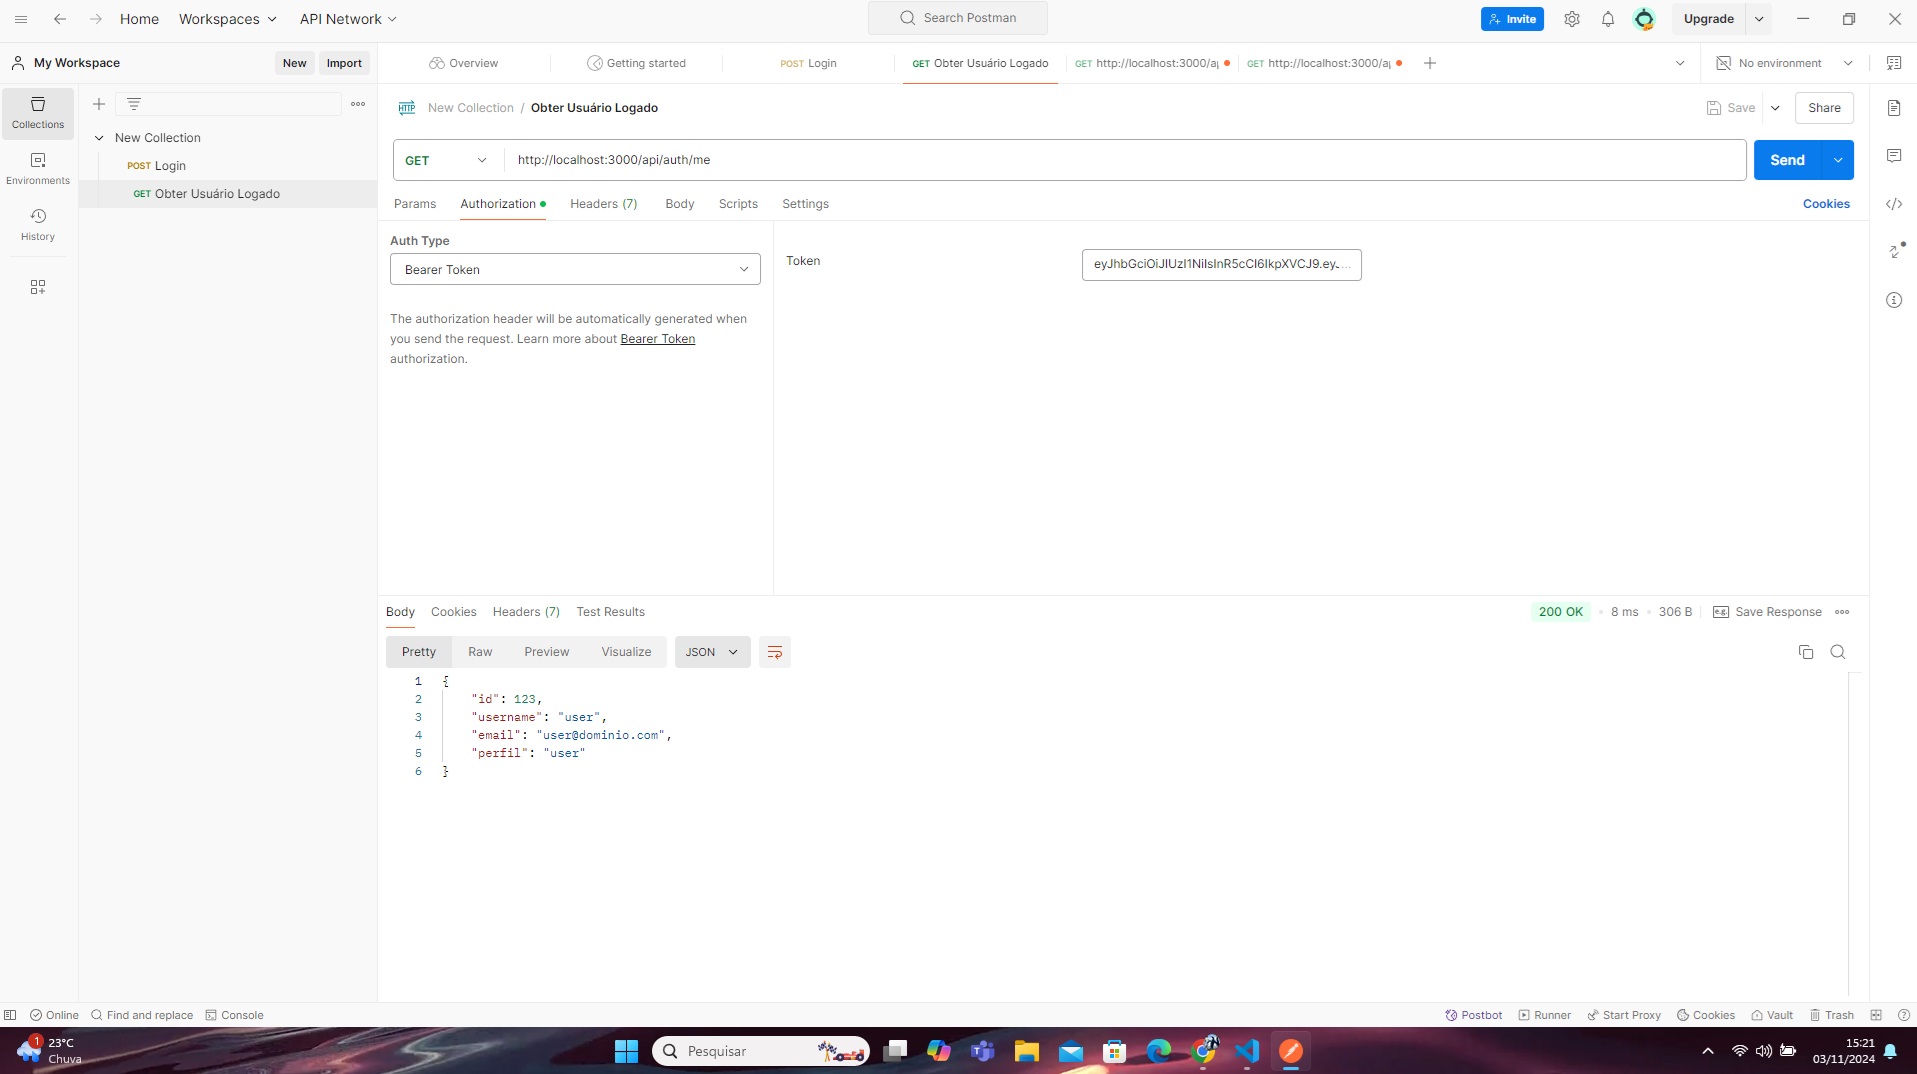 Home Workspaces API Network Search Postman Invite Upgrade
My Workspace New Import Overview Getting started POST Login GET Obter Usuário Logado GET http://localhost:3000/a GET http://localhost:3000/a No environment
Collections
New Collection / Obter Usuário Logado Save Share
New Collection
POST Login
GET Obter Usuário Logado
Environments
History
GET http://localhost:3000/api/auth/me Send
Params Authorization Headers (7) Body Scripts Settings Cookies
Auth Type
Bearer Token
Token
eyJhbGciOiJIUzI1NiIsInR5cCI6IkpXVCJ9.eyJ...
The authorization header will be automatically generated when
you send the request. Learn more about Bearer Token
authorization.
Body Cookies Headers (7) Test Results 200 OK 8 ms 306 B e.g. Save Response
Pretty Raw Preview Visualize JSON
1 {
2 "id": 123,
3 "username": "user",
4 "email": "user@dominio.com",
5 "perfil": "user"
6 }
Online Find and replace Console Postbot Runner Start Proxy Cookies Vault Trash
1 23°C
Chuva
Pesquisar
15:21
03/11/2024